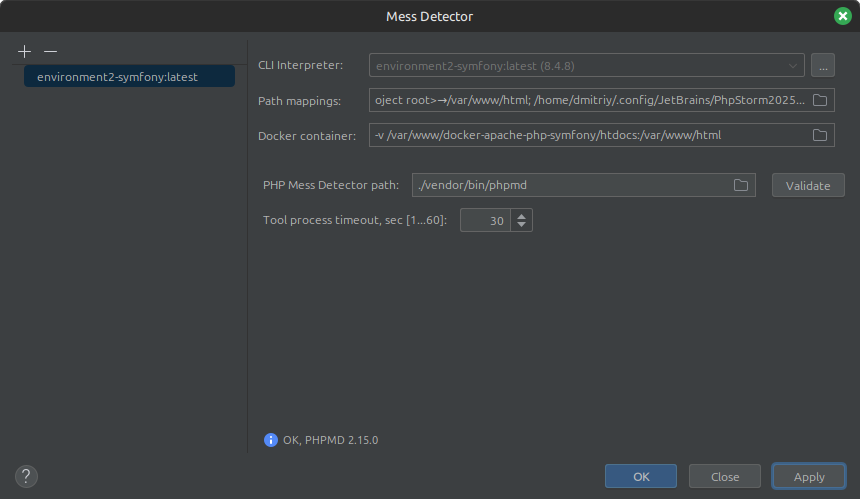 Mess Detector
environment2-symfony:latest
CLI Interpreter: environment2-symfony:latest (8.4.8) ...
Path mappings: oject root>→/var/www/html; /home/dmitriy/.config/JetBrains/PhpStorm2025...
Docker container: -v /var/www/docker-apache-php-symfony/htdocs:/var/www/html
PHP Mess Detector path: ./vendor/bin/phpmd Validate
Tool process timeout, sec [1...60]: 30
OK, PHPMD 2.15.0
? OK Close Apply